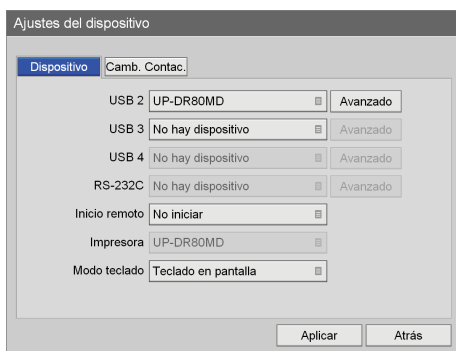 Ajustes del dispositivo
Dispositivo Camb. Contac.
USB 2 UP-DR80MD Avanzado
USB 3 No hay dispositivo Avanzado
USB 4 No hay dispositivo Avanzado
RS-232C No hay dispositivo Avanzado
Inicio remoto No iniciar
Impresora UP-DR80MD
Modo teclado Teclado en pantalla
Aplicar Atrás